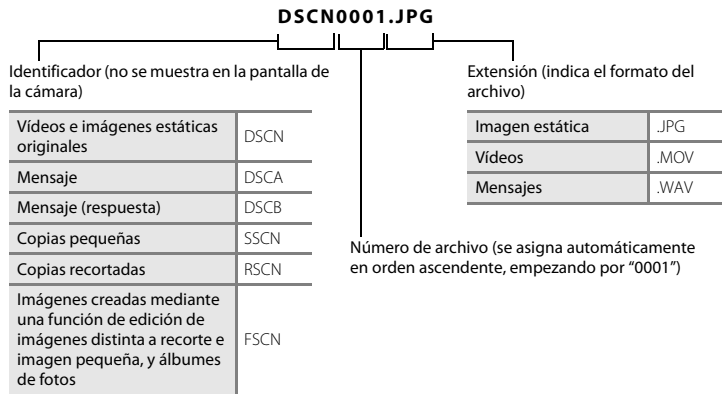 DSCN0001.JPG
Identificador (no se muestra en la pantalla de
la cámara)
Vídeos e imágenes estáticas
originales
DSCN
Mensaje
DSCA
Mensaje (respuesta)
DSCB
Copias pequeñas
SSCN
Copias recortadas
RSCN
Imágenes creadas mediante
una función de edición de
imágenes distinta a recorte e
imagen pequeña, y álbumes
de fotos
FSCN
Extensión (indica el formato del
archivo)
Imagen estática
.JPG
Vídeos
.MOV
Mensajes
.WAV
Número de archivo (se asigna automáticamente
en orden ascendente, empezando por “0001”)